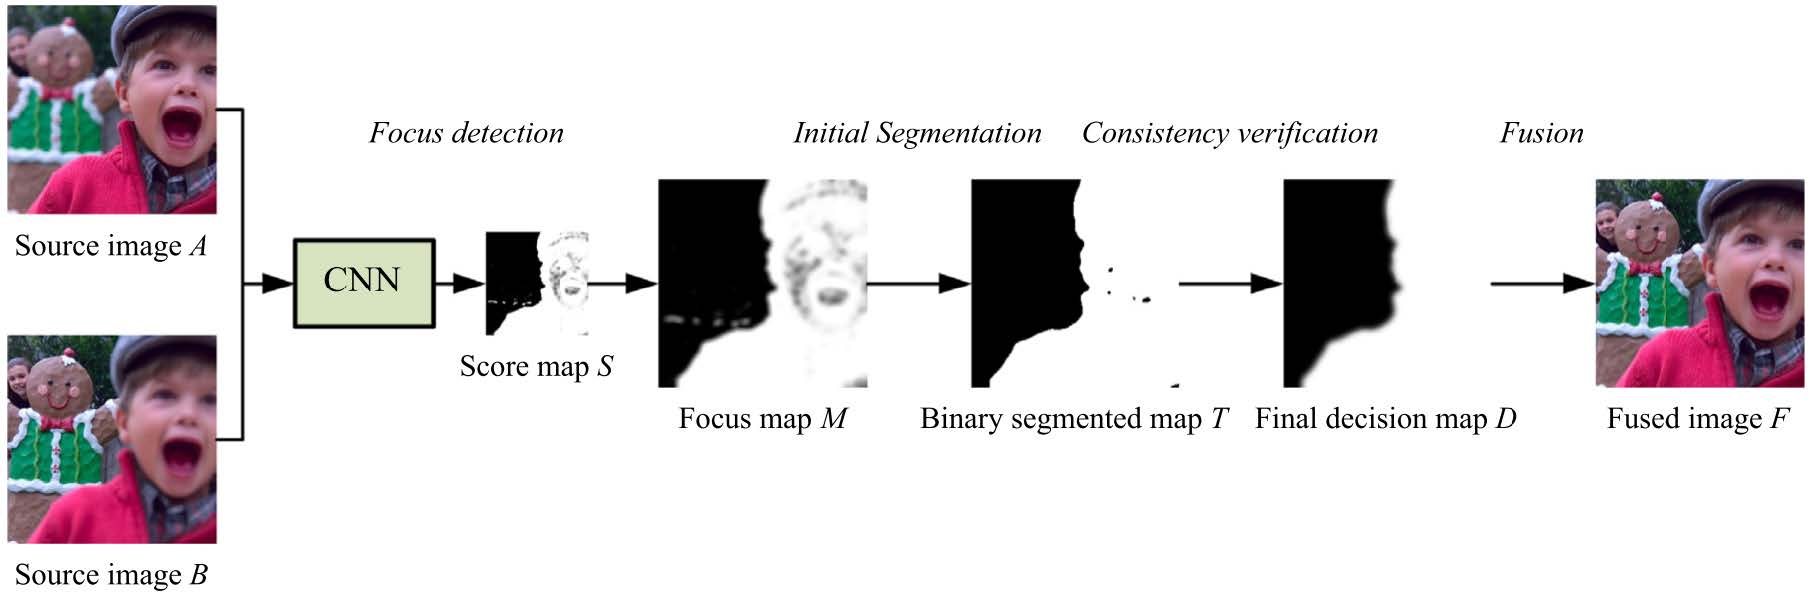 Focus detection
Initial Segmentation
Consistency verification
Fusion
Source image A
CNN
Score map S
Focus map M
Binary segmented map T
Final decision map D
Fused image F
Source image B